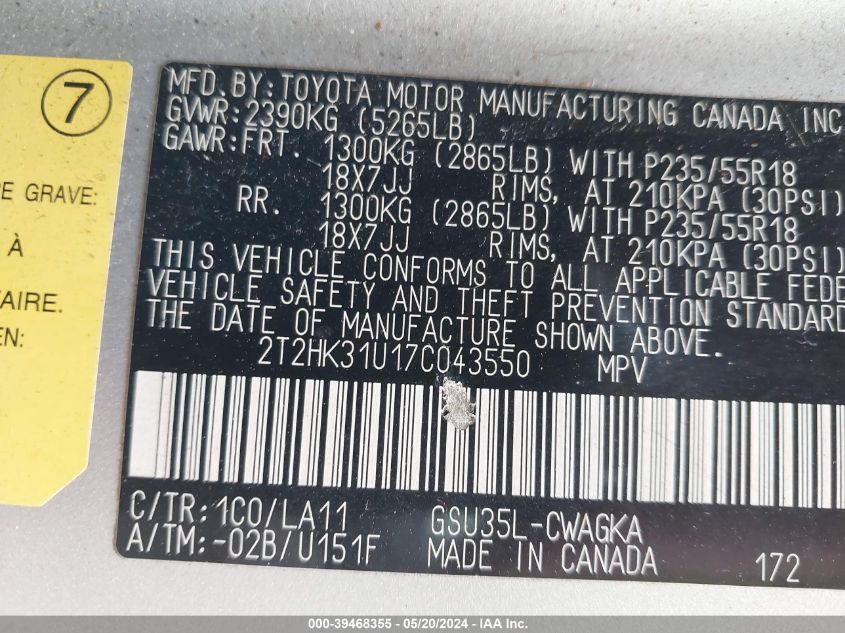 7
MFD. BY: TOYOTA MOTOR MANUFACTURING CANADA INC
GVWR: 2390KG (5265LB)
GAWR: FRT. 1300KG (2865LB) WITH P235/55R18
18X7JJ RIMS, AT 210KPA (30PSI)
RR. 1300KG (2865LB) WITH P235/55R18
18X7JJ RIMS, AT 210KPA (30PSI)
THIS VEHICLE CONFORMS TO ALL APPLICABLE FEDE
VEHICLE SAFETY AND THEFT PREVENTION STANDARD
THE DATE OF MANUFACTURE SHOWN ABOVE.
2T2HK31U17C043550 MPV
C/TR: 1C0/LA11 GSU35L-CWAGKA
A/TM: -02B/U151F MADE IN CANADA 172
GRAVE:
À
AIRE.
EN:
000-39468355 — 05/20/2024 — IAA Inc.